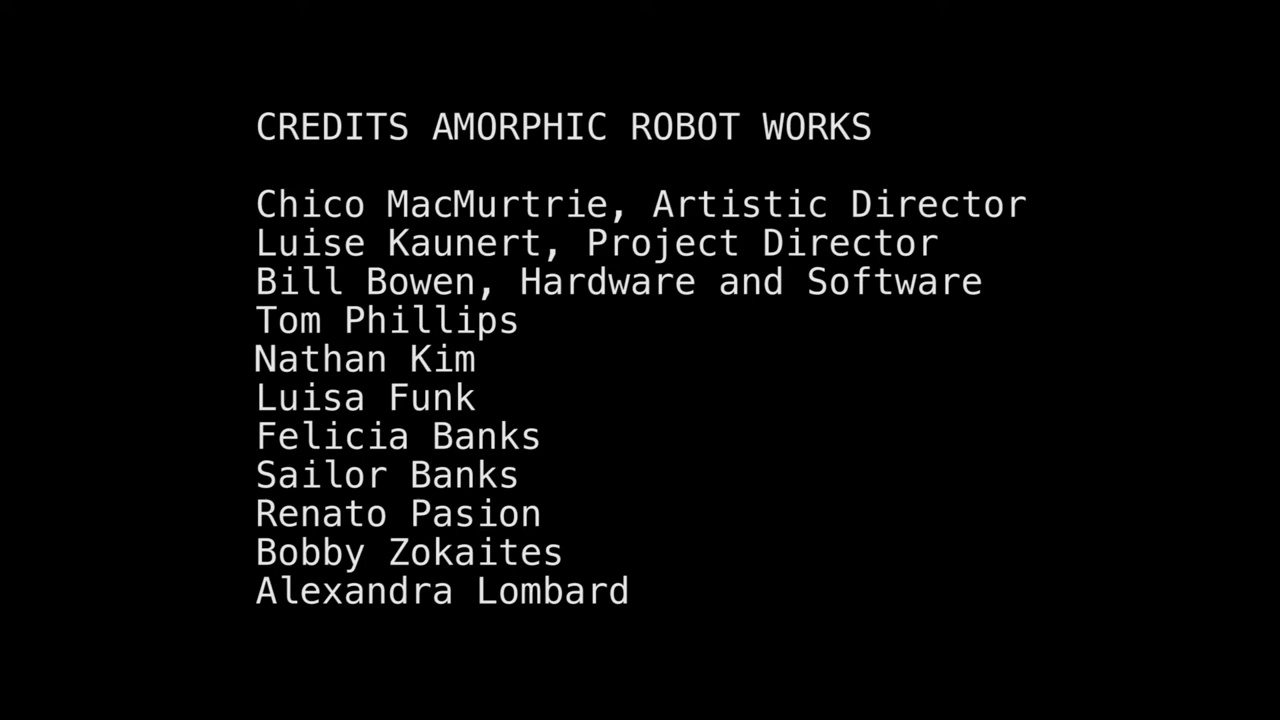 CREDITS AMORPHIC ROBOT WORKS
Chico MacMurtrie, Artistic Director
Luise Kaunert, Project Director
Bill Bowen, Hardware and Software
Tom Phillips
Nathan Kim
Luisa Funk
Felicia Banks
Sailor Banks
Renato Pasion
Bobby Zokaites
Alexandra Lombard